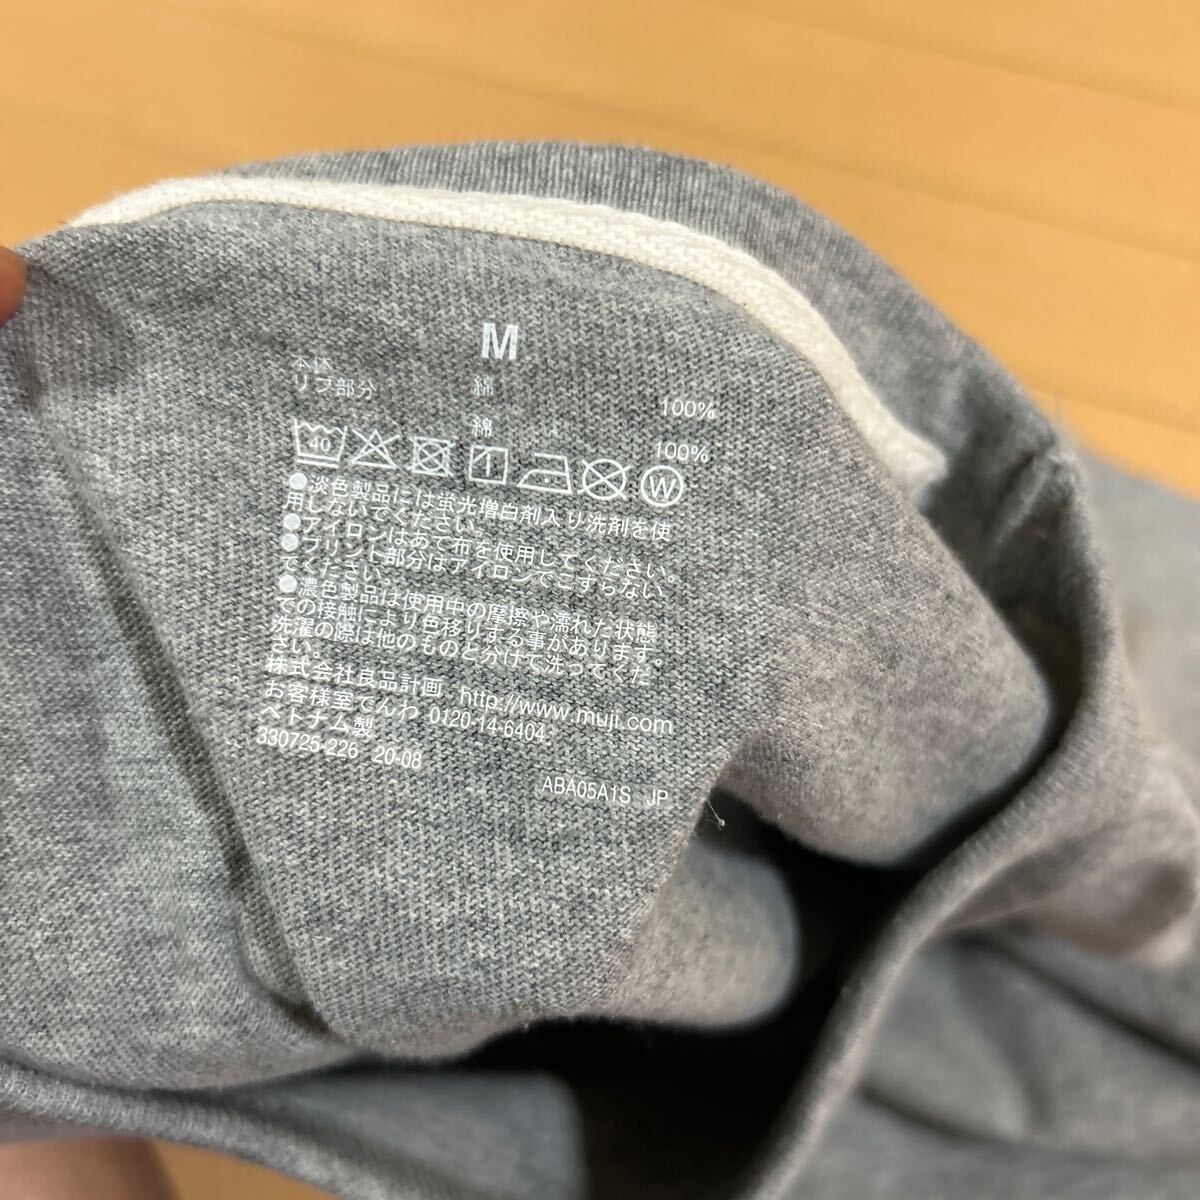 M
本体 綿 100%
リブ部分 綿 100%
40 W
●淡色製品には蛍光増白剤入り洗剤を使
用しないでください。
●アイロンはあて布を使用してください。
●プリント部分はアイロンでこすらない
でください。
●濃色製品は使用中の摩擦や濡れた状態
での接触により色移りする事があります。
洗濯の際は他のものと分けて洗ってくだ
さい。
株式会社良品計画 http://www.muji.com
お客様室でんわ 0120-14-6404
ベトナム製
330725-226 20-08
ABA05A1S JP